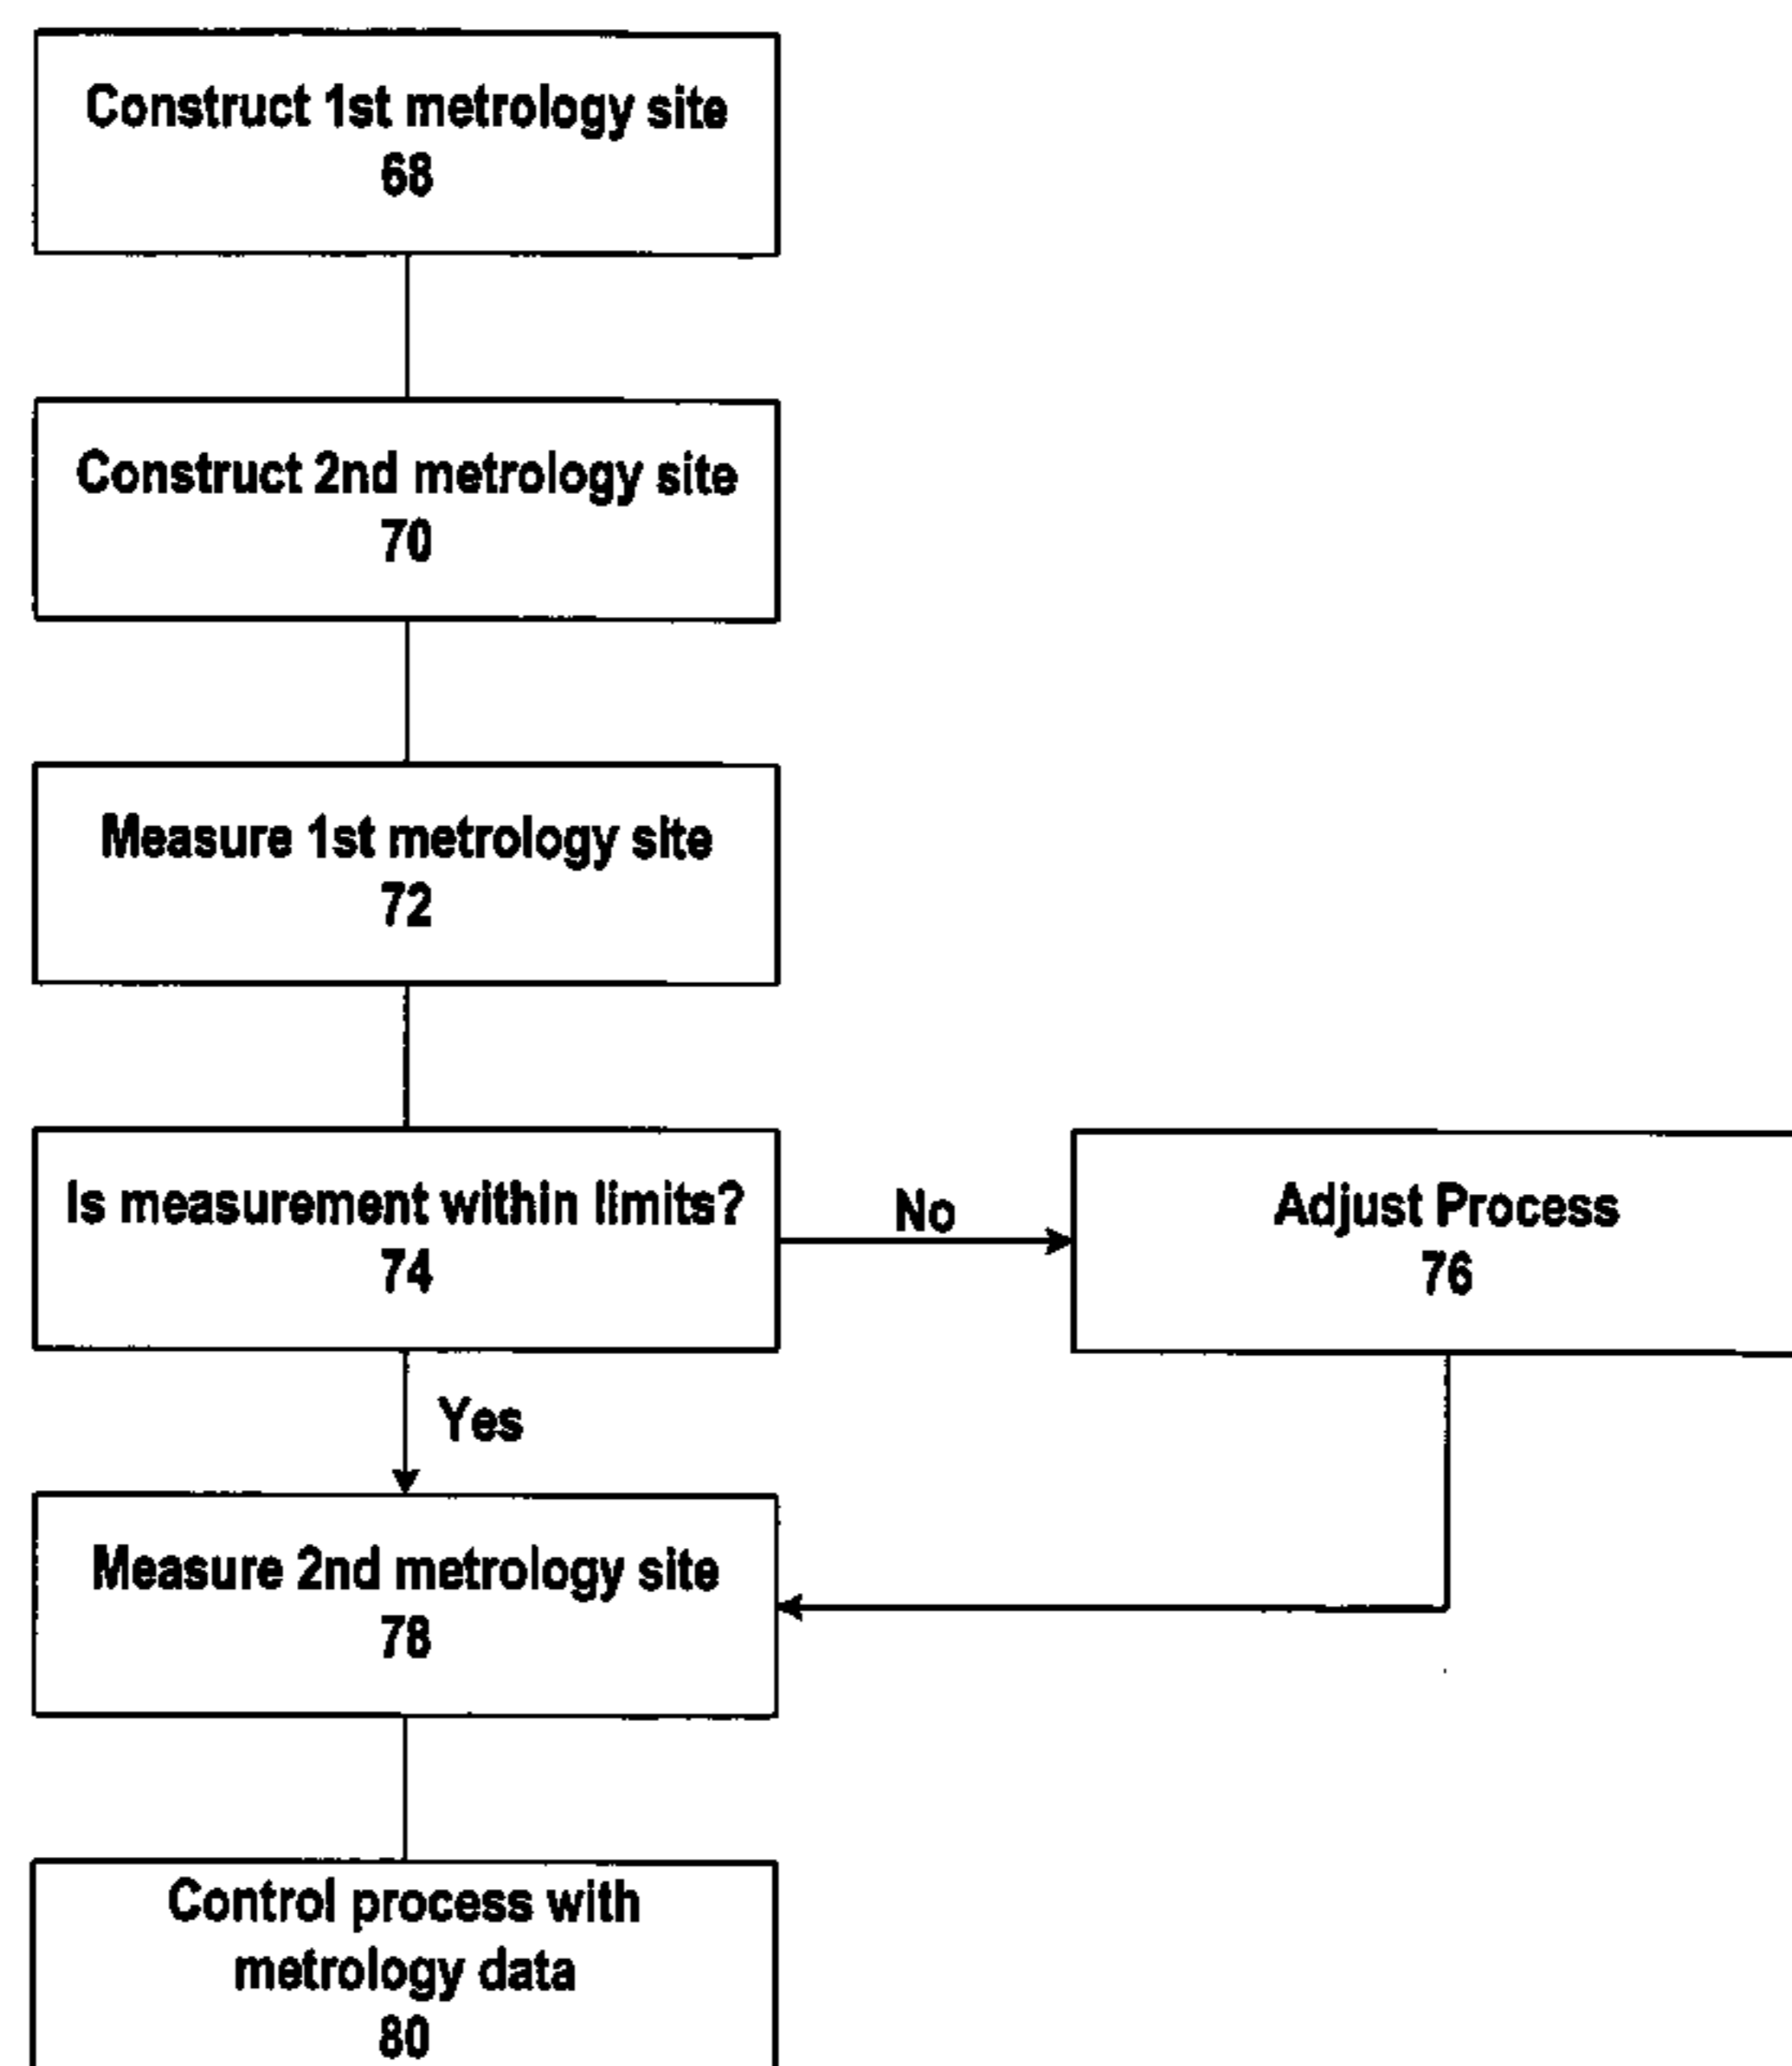 Construct 1st metrology site
68
Construct 2nd metrology site
70
Measure 1st metrology site
72
Is measurement within limits?
74
No
Adjust Process
76
Yes
Measure 2nd metrology site
78
Control process with
metrology data
80